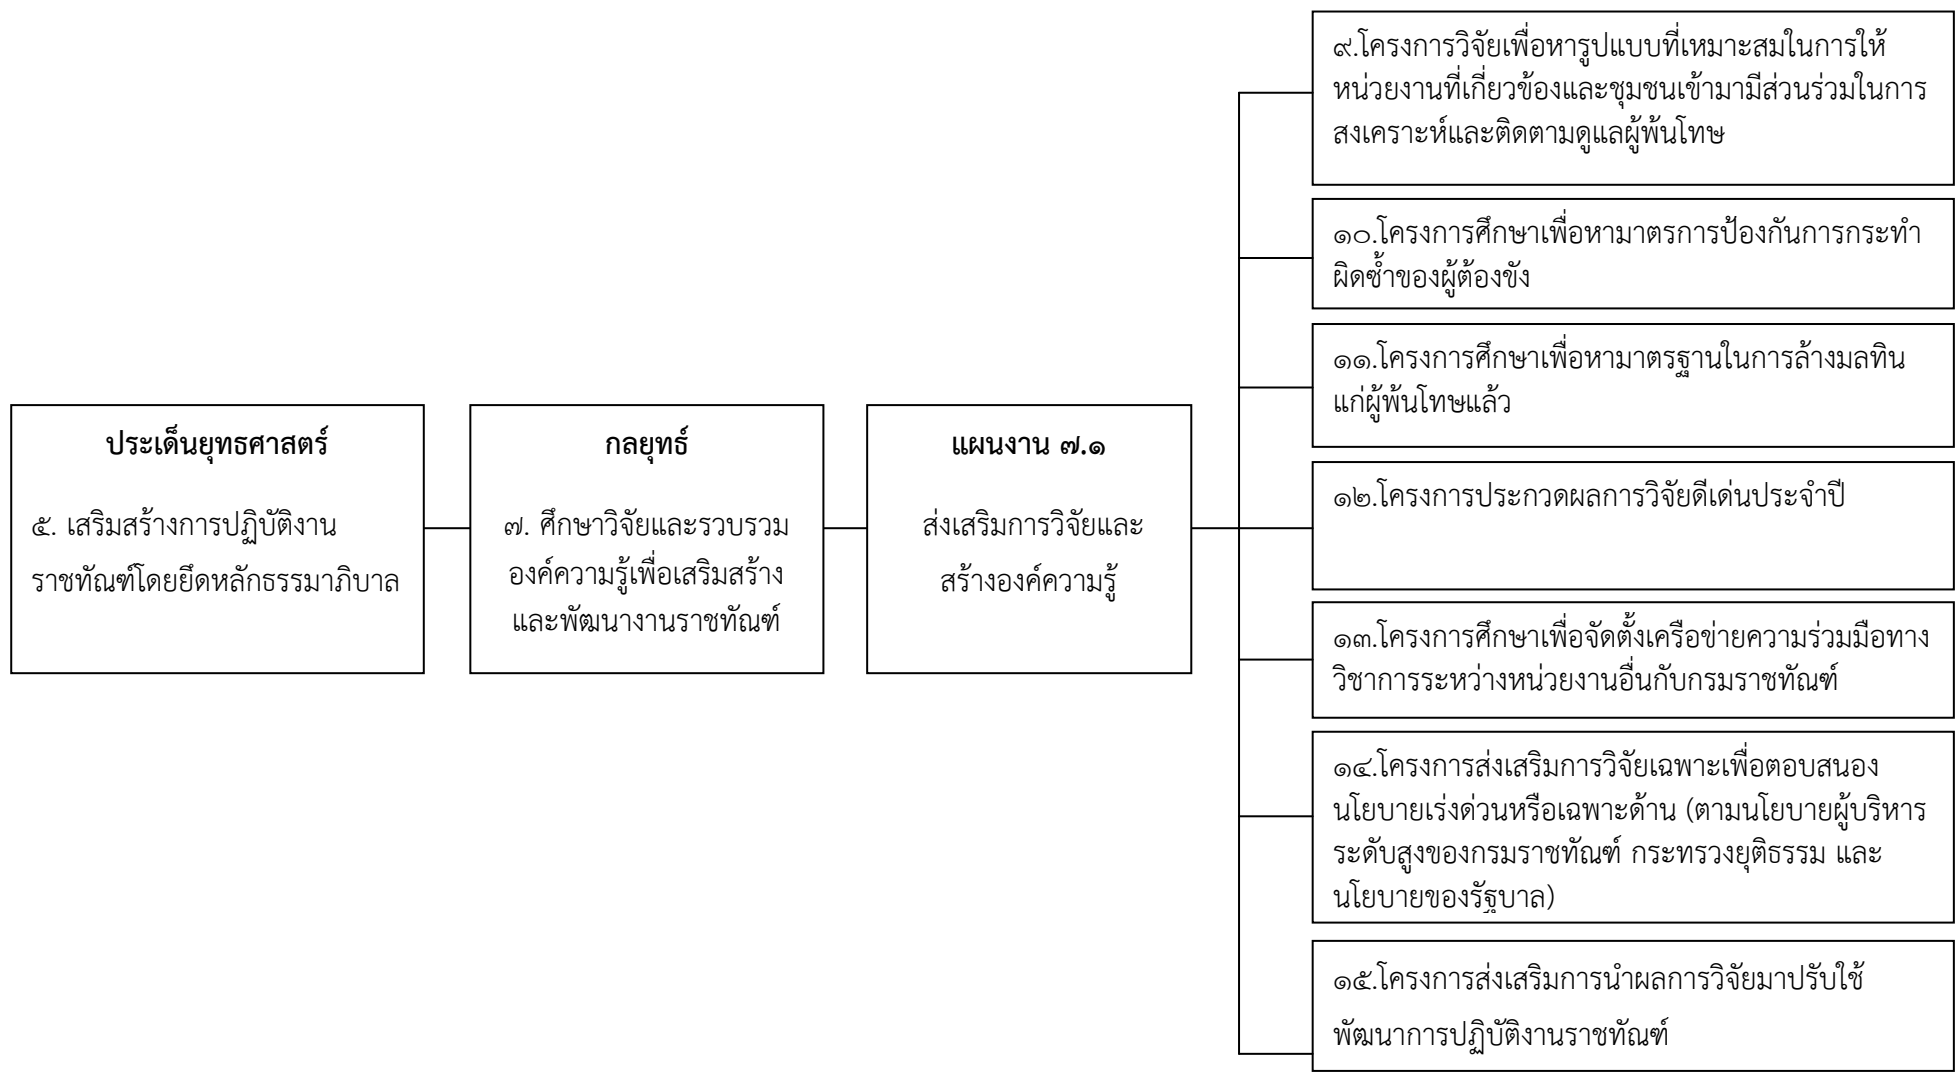 ประเด็นยุทธศาสตร์
๕. เสริมสร้างการปฏิบัติงาน
ราชทัณฑ์โดยยึดหลักธรรมาภิบาล
กลยุทธ์
๗. ศึกษาวิจัยและรวบรวม
องค์ความรู้เพื่อเสริมสร้าง
และพัฒนางานราชทัณฑ์
แผนงาน ๗.๑
ส่งเสริมการวิจัยและ
สร้างองค์ความรู้
๙.โครงการวิจัยเพื่อหารูปแบบที่เหมาะสมในการให้
หน่วยงานที่เกี่ยวข้องและชุมชนเข้ามามีส่วนร่วมในการ
สงเคราะห์และติดตามดูแลผู้พ้นโทษ
๑๐.โครงการศึกษาเพื่อหามาตรการป้องกันการกระทำ
ผิดซ้ำของผู้ต้องขัง
๑๑.โครงการศึกษาเพื่อหามาตรฐานในการล้างมลทิน
แก่ผู้พ้นโทษแล้ว
๑๒.โครงการประกวดผลการวิจัยดีเด่นประจำปี
๑๓.โครงการศึกษาเพื่อจัดตั้งเครือข่ายความร่วมมือทาง
วิชาการระหว่างหน่วยงานอื่นกับกรมราชทัณฑ์
๑๔.โครงการส่งเสริมการวิจัยเฉพาะเพื่อตอบสนอง
นโยบายเร่งด่วนหรือเฉพาะด้าน (ตามนโยบายผู้บริหาร
ระดับสูงของกรมราชทัณฑ์ กระทรวงยุติธรรม และ
นโยบายของรัฐบาล)
๑๕.โครงการส่งเสริมการนำผลการวิจัยมาปรับใช้
พัฒนาการปฏิบัติงานราชทัณฑ์